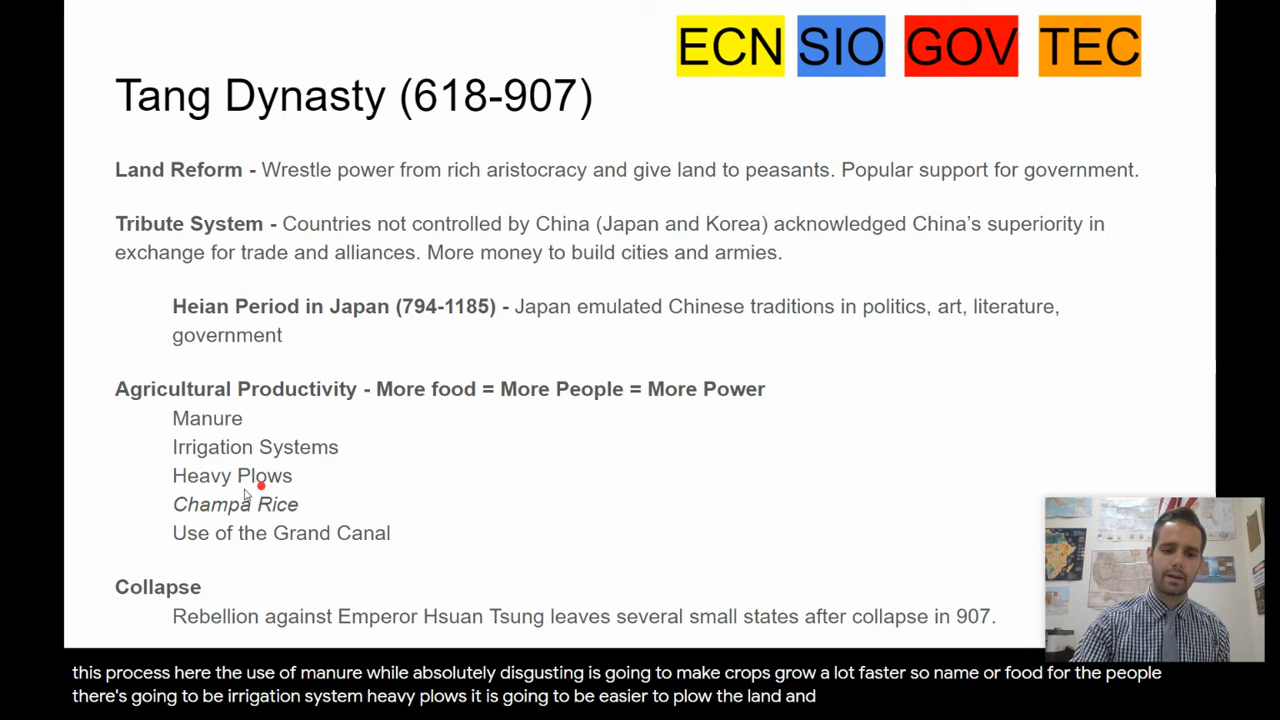 ECN SIO GOV TEC
Tang Dynasty (618-907)
Land Reform - Wrestle power from rich aristocracy and give land to peasants. Popular support for government.
Tribute System - Countries not controlled by China (Japan and Korea) acknowledged China's superiority in
exchange for trade and alliances. More money to build cities and armies.
Heian Period in Japan (794-1185) - Japan emulated Chinese traditions in politics, art, literature,
government
Agricultural Productivity - More food = More People = More Power
Manure
Irrigation Systems
Heavy Plows
Champa Rice
Use of the Grand Canal
Collapse
Rebellion against Emperor Hsuan Tsung leaves several small states after collapse in 907.
this process here the use of manure while absolutely disgusting is going to make crops grow a lot faster so name or food for the people
there's going to be irrigation system heavy plows it is going to be easier to plow the land and